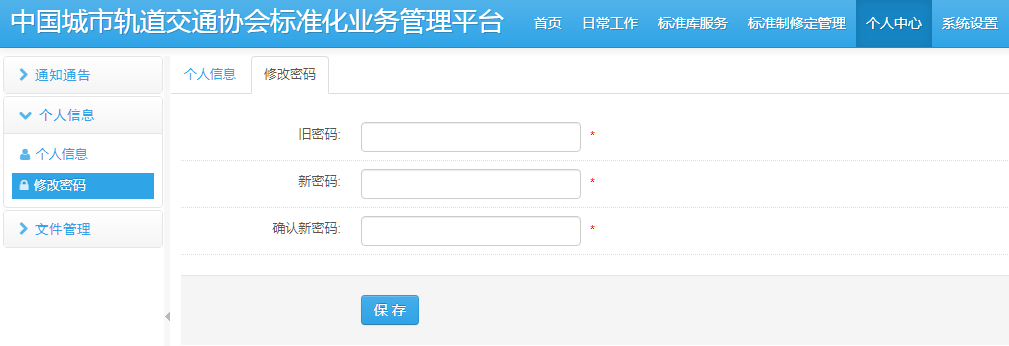 中国城市轨道交通协会标准化业务管理平台
首页 日常工作 标准库服务 标准制修定管理 个人中心 系统设置
通知通告
个人信息
个人信息
修改密码
文件管理
个人信息 修改密码
旧密码: *
新密码: *
确认新密码: *
保 存